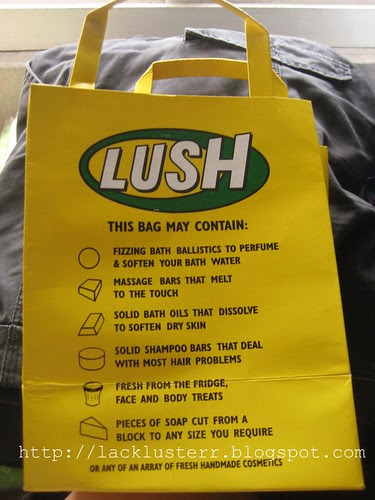 LUSH
THIS BAG MAY CONTAIN:
FIZZING BATH BALLISTICS TO PERFUME
& SOFTEN YOUR BATH WATER
MASSAGE BARS THAT MELT
TO THE TOUCH
SOLID BATH OILS THAT DISSOLVE
TO SOFTEN DRY SKIN
SOLID SHAMPOO BARS THAT DEAL
WITH MOST HAIR PROBLEMS
FRESH FROM THE FRIDGE,
FACE AND BODY TREATS
PIECES OF SOAP CUT FROM A
BLOCK TO ANY SIZE YOU REQUIRE
http://lacklusterr.blogspot.com
OR ANY OF AN ARRAY OF FRESH HANDMADE COSMETICS